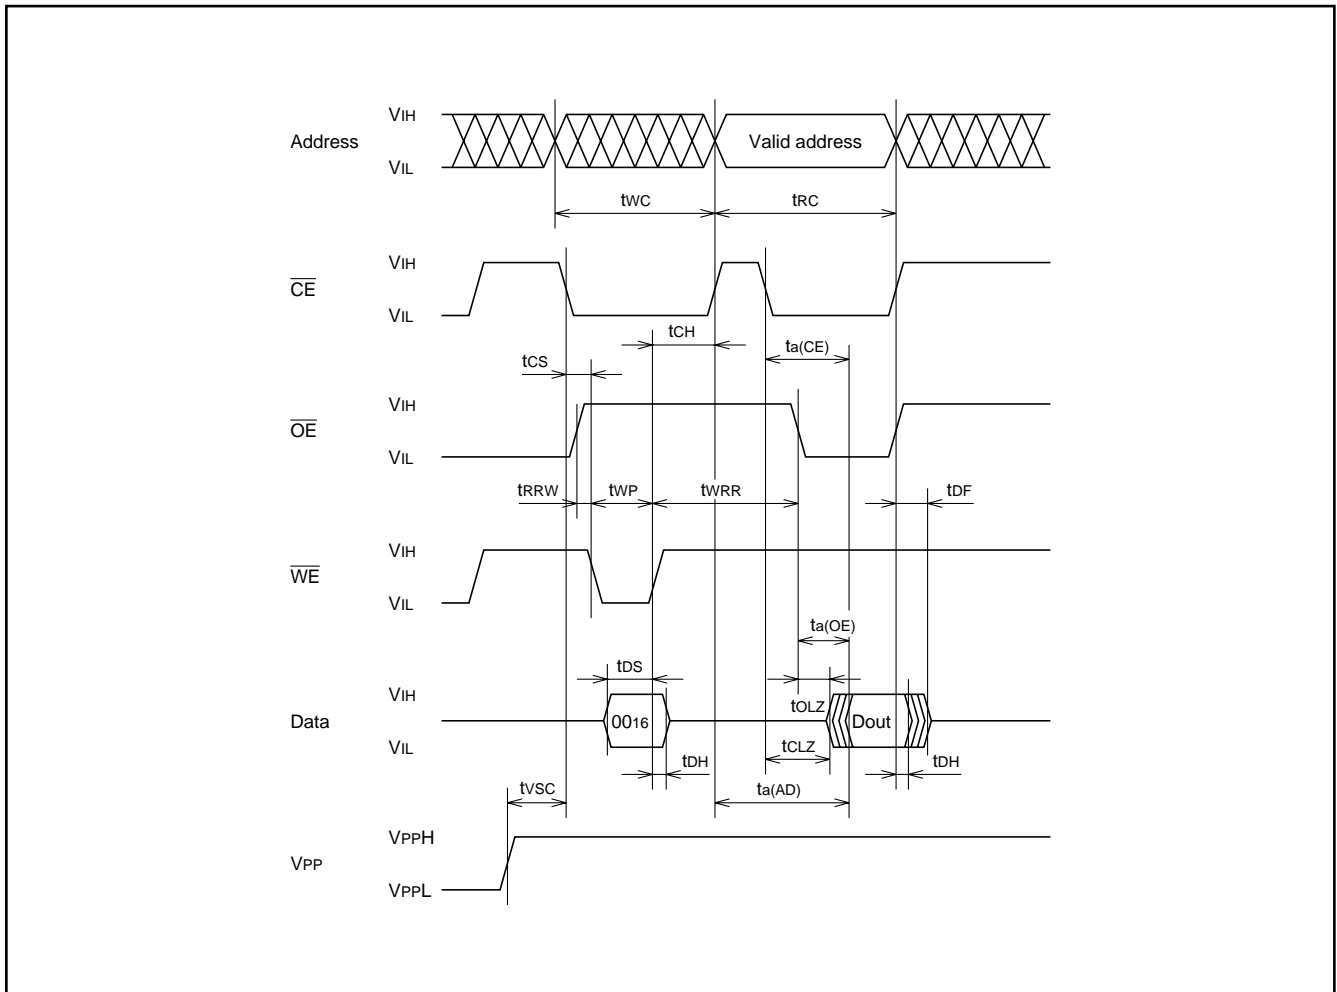 VIH
Address
Valid address
VIL
tWC
tRC
VIH
CE
VIL
tCH
ta(CE)
tCS
VIH
OE
VIL
tRRW
tWP
tWRR
tDF
VIH
WE
VIL
ta(OE)
tDS
VIH
tOLZ
Data
0016
Dout
VIL
tCLZ
tDH
tDH
tVSC
ta(AD)
VPPH
VPP
VPPL